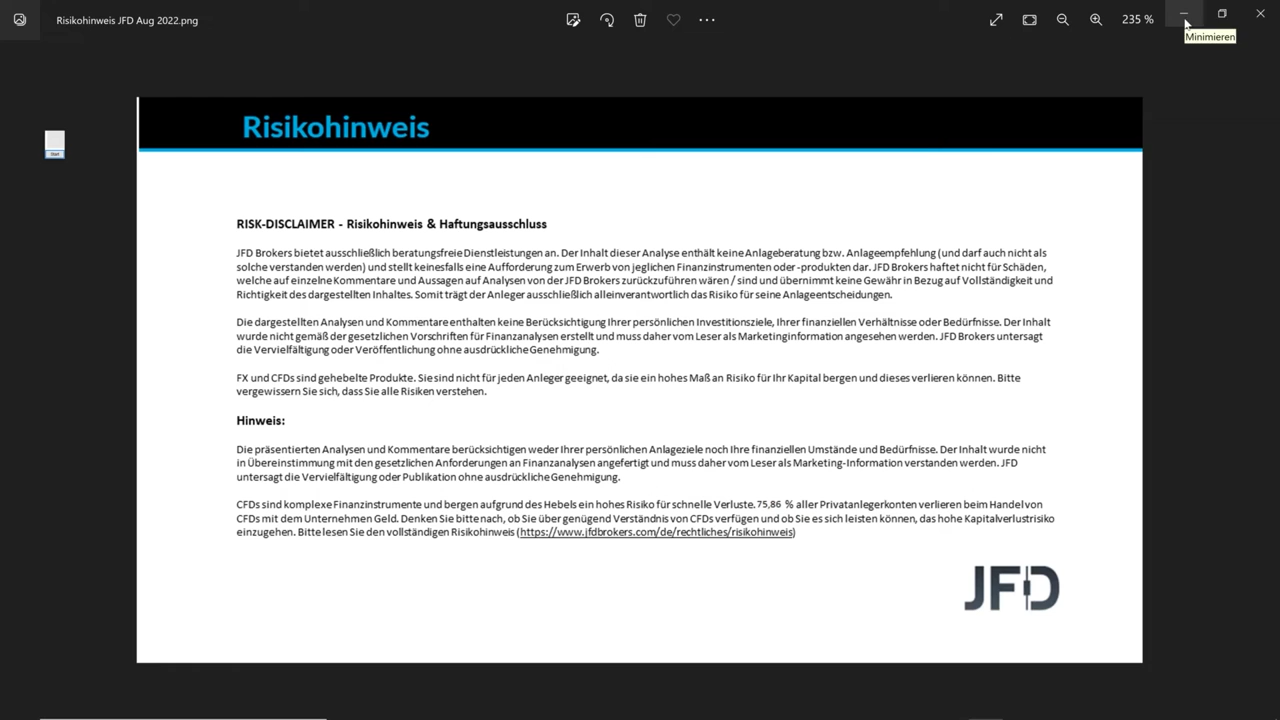 Risikohinweis JFD Aug 2022.png
235 %
Minimieren
Risikohinweis
Start
RISK-DISCLAIMER - Risikohinweis & Haftungsausschluss
JFD Brokers bietet ausschließlich beratungsfreie Dienstleistungen an. Der Inhalt dieser Analyse enthält keine Anlageberatung bzw. Anlageempfehlung (und darf auch nicht als
solche verstanden werden) und stellt keinesfalls eine Aufforderung zum Erwerb von jeglichen Finanzinstrumenten oder -produkten dar. JFD Brokers haftet nicht für Schäden,
welche auf einzelne Kommentare und Aussagen auf Analysen von der JFD Brokers zurückzuführen wären / sind und übernimmt keine Gewähr in Bezug auf Vollständigkeit und
Richtigkeit des dargestellten Inhaltes. Somit trägt der Anleger ausschließlich alleinverantwortlich das Risiko für seine Anlageentscheidungen.
Die dargestellten Analysen und Kommentare enthalten keine Berücksichtigung Ihrer persönlichen Investitionsziele, Ihrer finanziellen Verhältnisse oder Bedürfnisse. Der Inhalt
wurde nicht gemäß der gesetzlichen Vorschriften für Finanzanalysen erstellt und muss daher vom Leser als Marketinginformation angesehen werden. JFD Brokers untersagt
die Vervielfältigung oder Veröffentlichung ohne ausdrückliche Genehmigung.
FX und CFDs sind gehebelte Produkte. Sie sind nicht für jeden Anleger geeignet, da sie ein hohes Maß an Risiko für Ihr Kapital bergen und dieses verlieren können. Bitte
vergewissern Sie sich, dass Sie alle Risiken verstehen.
Hinweis:
Die präsentierten Analysen und Kommentare berücksichtigen weder Ihrer persönlichen Anlageziele noch Ihre finanziellen Umstände und Bedürfnisse. Der Inhalt wurde nicht
in Übereinstimmung mit den gesetzlichen Anforderungen an Finanzanalysen angefertigt und muss daher vom Leser als Marketing-Information verstanden werden. JFD
untersagt die Vervielfältigung oder Publikation ohne ausdrückliche Genehmigung.
CFDs sind komplexe Finanzinstrumente und bergen aufgrund des Hebels ein hohes Risiko für schnelle Verluste. 75,86 % aller Privatanlegerkonten verlieren beim Handel von
CFDs mit dem Unternehmen Geld. Denken Sie bitte nach, ob Sie über genügend Verständnis von CFDs verfügen und ob Sie es sich leisten können, das hohe Kapitalverlustrisiko
einzugehen. Bitte lesen Sie den vollständigen Risikohinweis (https://www.jfdbrokers.com/de/rechtliches/risikohinweis)
JFD